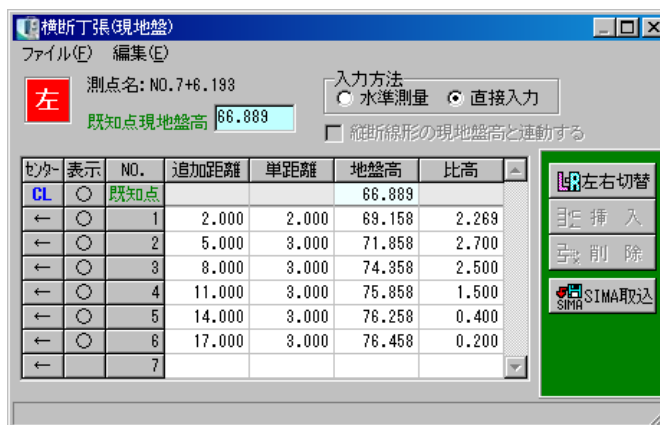 横断丁張(現地盤)
ファイル(F) 編集(E)
左
測点名: NO.7+6.193
既知点現地盤高 66.889
入力方法
水準測量 直接入力
縦断線形の現地盤高と連動する
センター 表示 NO. 追加距離 単距離 地盤高 比高
CL ○ 既知点 66.889
← ○ 1 2.000 2.000 69.158 2.269
← ○ 2 5.000 3.000 71.858 2.700
← ○ 3 8.000 3.000 74.358 2.500
← ○ 4 11.000 3.000 75.858 1.500
← ○ 5 14.000 3.000 76.258 0.400
← ○ 6 17.000 3.000 76.458 0.200
← 7
L R 左右切替
挿 入
削 除
SIMA SIMA取込